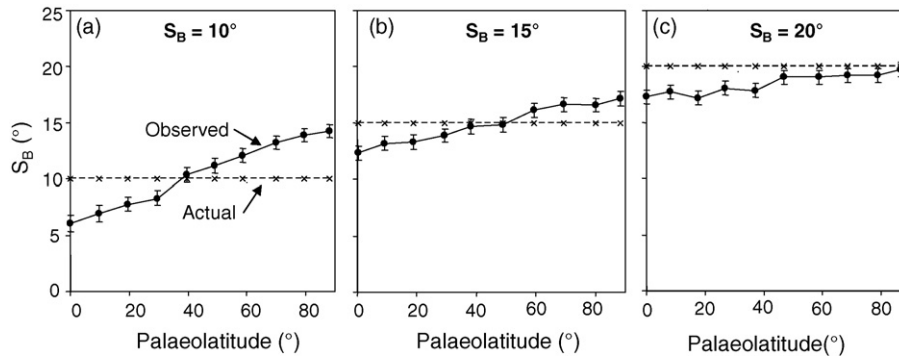 (a)
S_B = 10°
(b)
S_B = 15°
(c)
S_B = 20°
25
20
15
10
5
0
S_B (°)
Observed
Actual
0 20 40 60 80
0 20 40 60 80
0 20 40 60 80
Palaeolatitude (°)
Palaeolatitude (°)
Palaeolatitude(°)